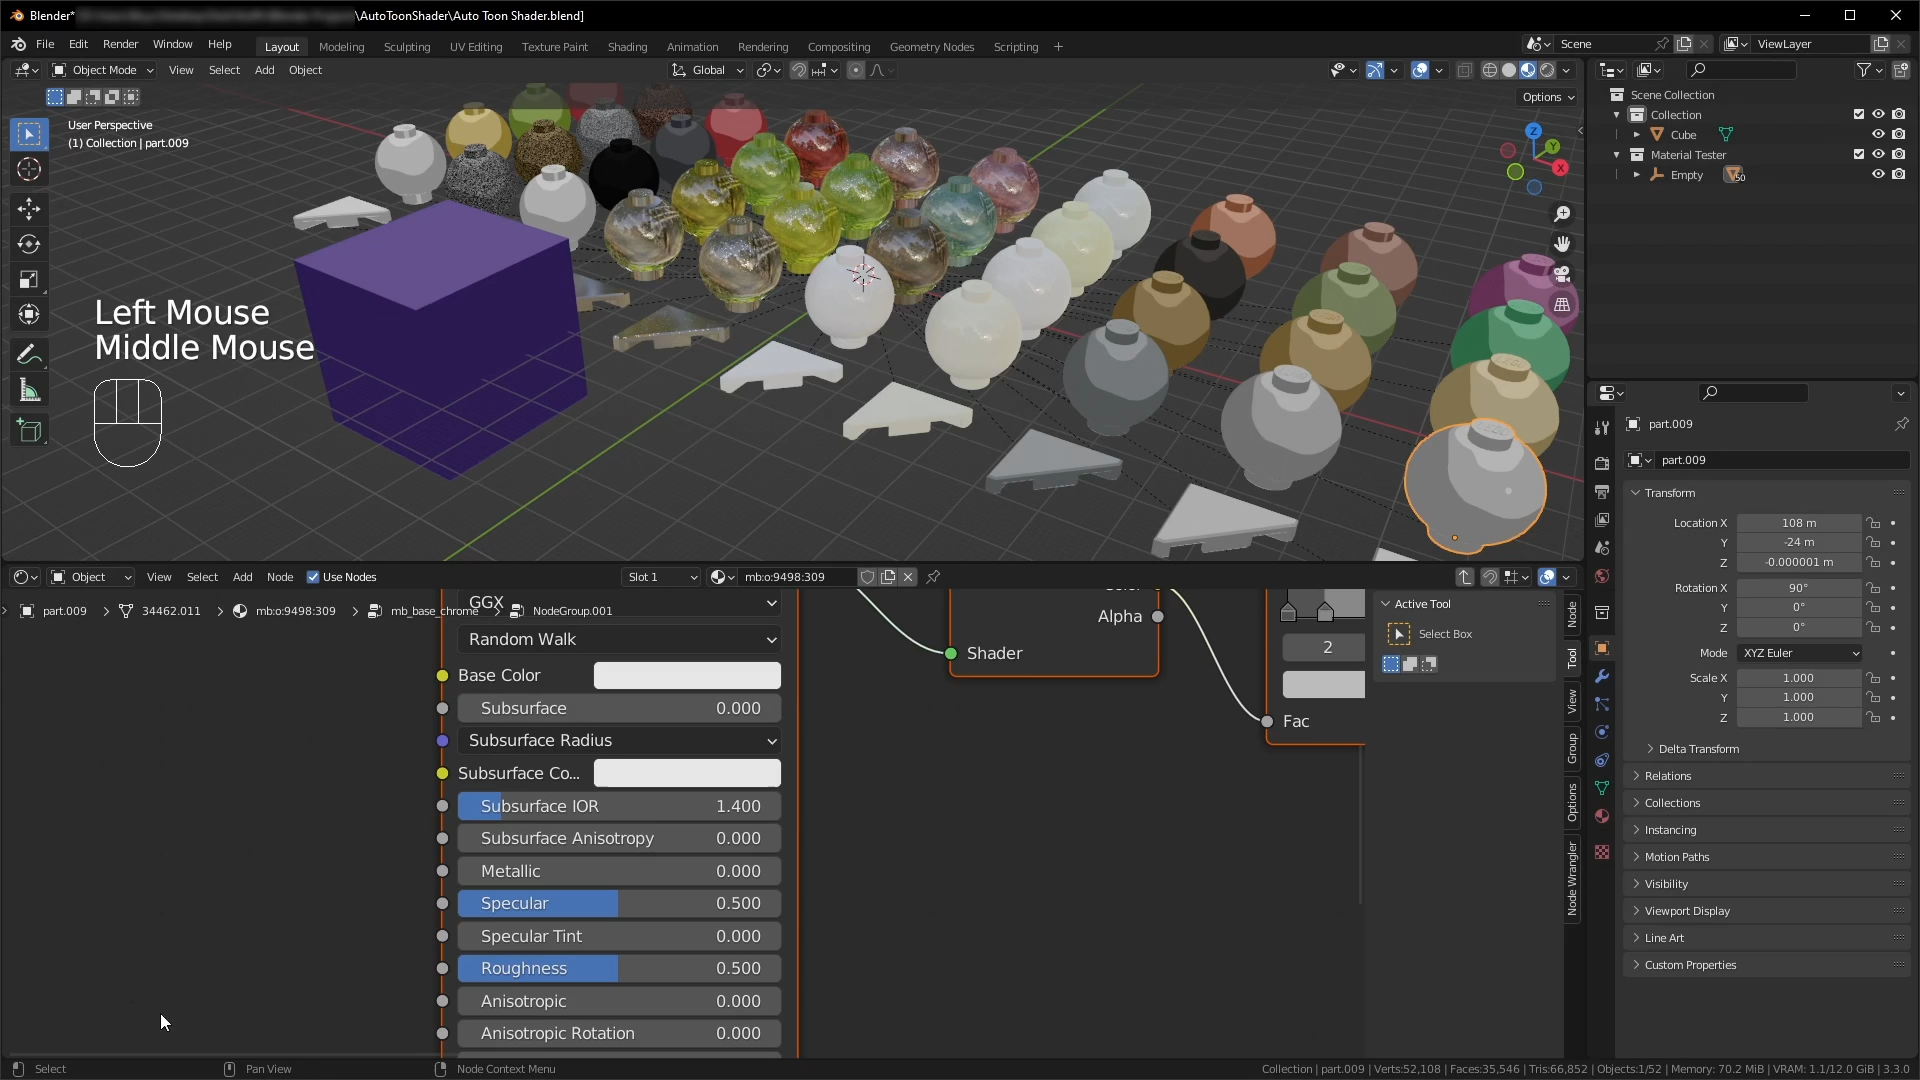 Blender* \AutoToonShader\Auto Toon Shader.blend]
File Edit Render Window Help Layout Modeling Sculpting UV Editing Texture Paint Shading Animation Rendering Compositing Geometry Nodes Scripting + Scene ViewLayer
Object Mode View Select Add Object Global
Options
User Perspective
(1) Collection | part.009
Z
Y
X
Left Mouse
Middle Mouse
Scene Collection
Collection
Cube
Material Tester
Empty 50
part.009
part.009
Transform
Location X 108 m
Y -24 m
Z -0.000001 m
Rotation X 90°
Y 0°
Z 0°
Mode XYZ Euler
Scale X 1.000
Y 1.000
Z 1.000
Delta Transform
Relations
Collections
Instancing
Motion Paths
Visibility
Viewport Display
Line Art
Custom Properties
Object View Select Add Node Use Nodes Slot 1 mb:o:9498:309
part.009 > 34462.011 > mb:o:9498:309 > mb_base_chrome > NodeGroup.001
GGX
Random Walk
Base Color
Subsurface 0.000
Subsurface Radius
Subsurface Co...
Subsurface IOR 1.400
Subsurface Anisotropy 0.000
Metallic 0.000
Specular 0.500
Specular Tint 0.000
Roughness 0.500
Anisotropic 0.000
Anisotropic Rotation 0.000
Alpha
Shader
2
Fac
Active Tool
Select Box
Node
Tool
View
Group
Options
Node Wrangler
Select Pan View Node Context Menu
Collection | part.009 | Verts:52,108 | Faces:35,546 | Tris:66,852 | Objects:1/52 | Memory: 70.2 MiB | VRAM: 1.1/12.0 GiB | 3.3.0